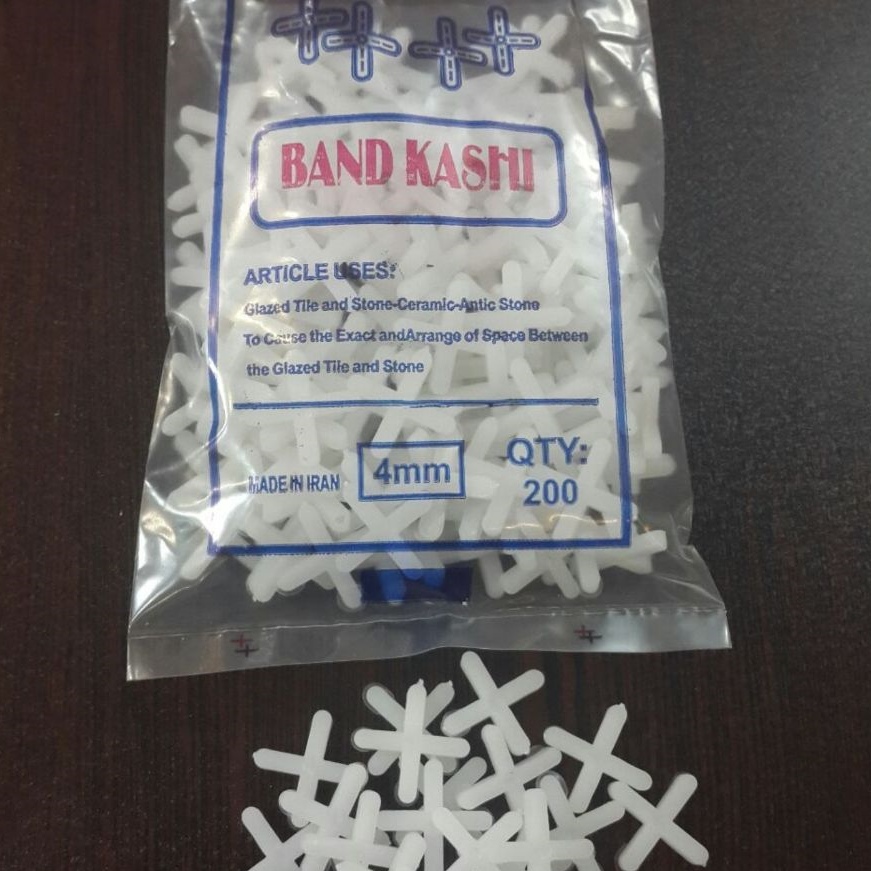 BAND KASHI
ARTICLE USES:
Glazed Tile and Stone-Ceramic-Antic Stone
To Cause the Exact andArrange of Space Between
the Glazed Tile and Stone
MADE IN IRAN
4mm
QTY:
200